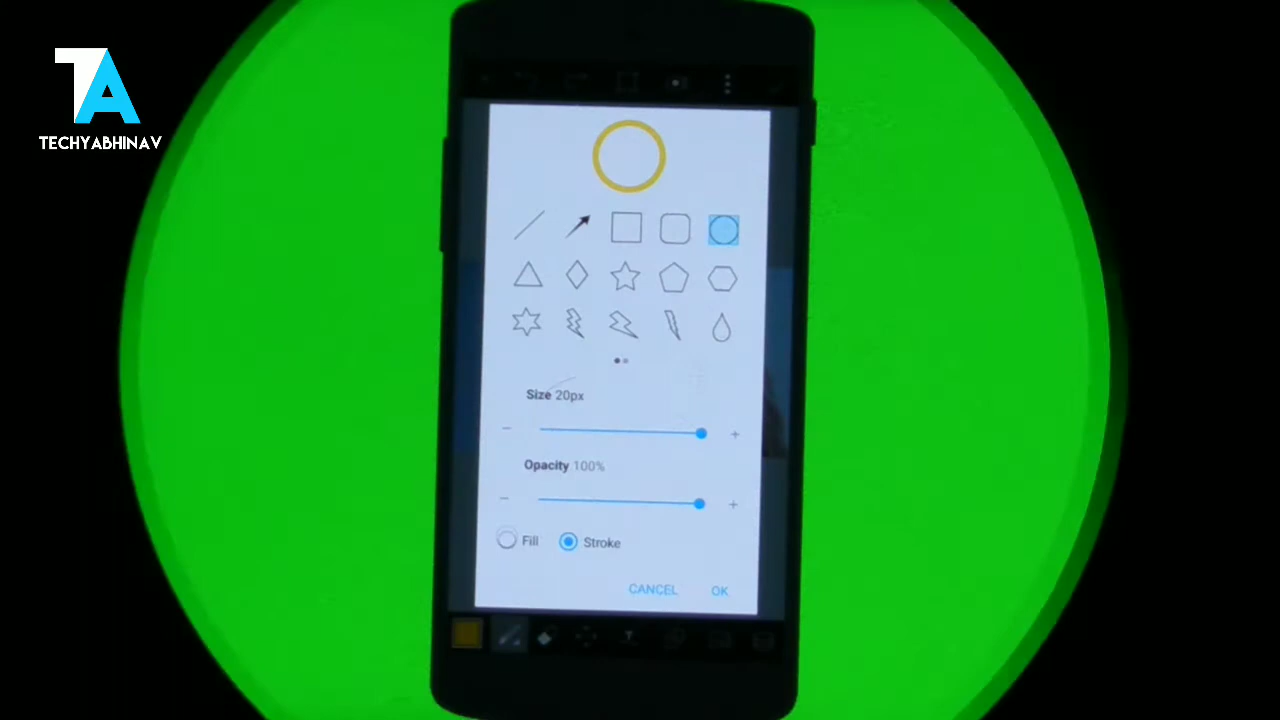 TA
TECHYABHINAV
Size 20px
Opacity 100%
Fill
Stroke
CANCEL
OK